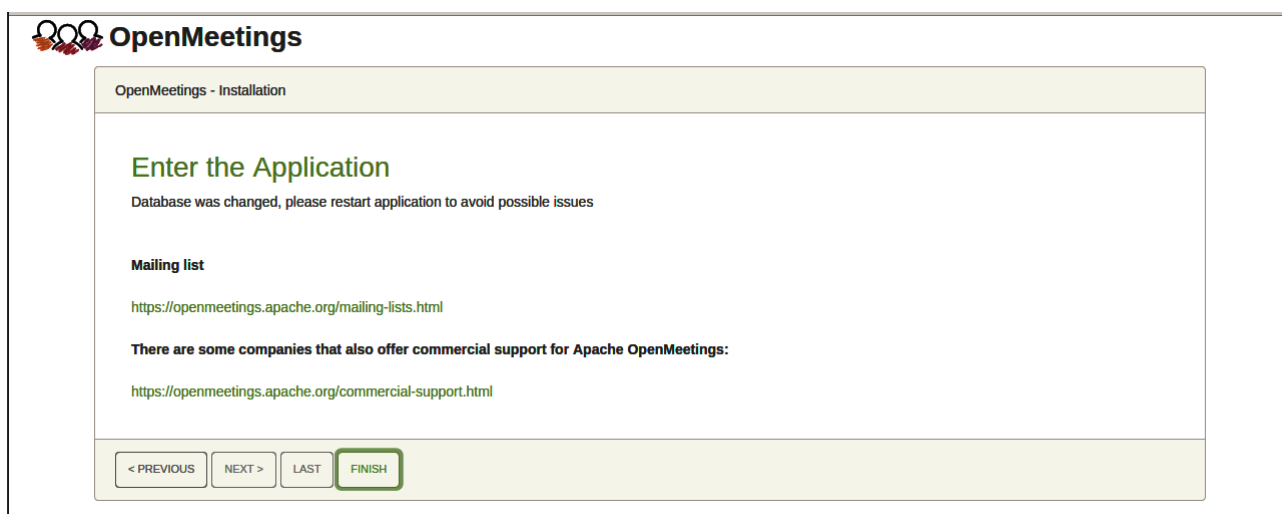 OpenMeetings
OpenMeetings - Installation
Enter the Application
Database was changed, please restart application to avoid possible issues
Mailing list
https://openmeetings.apache.org/mailing-lists.html
There are some companies that also offer commercial support for Apache OpenMeetings:
https://openmeetings.apache.org/commercial-support.html
< PREVIOUS NEXT > LAST FINISH